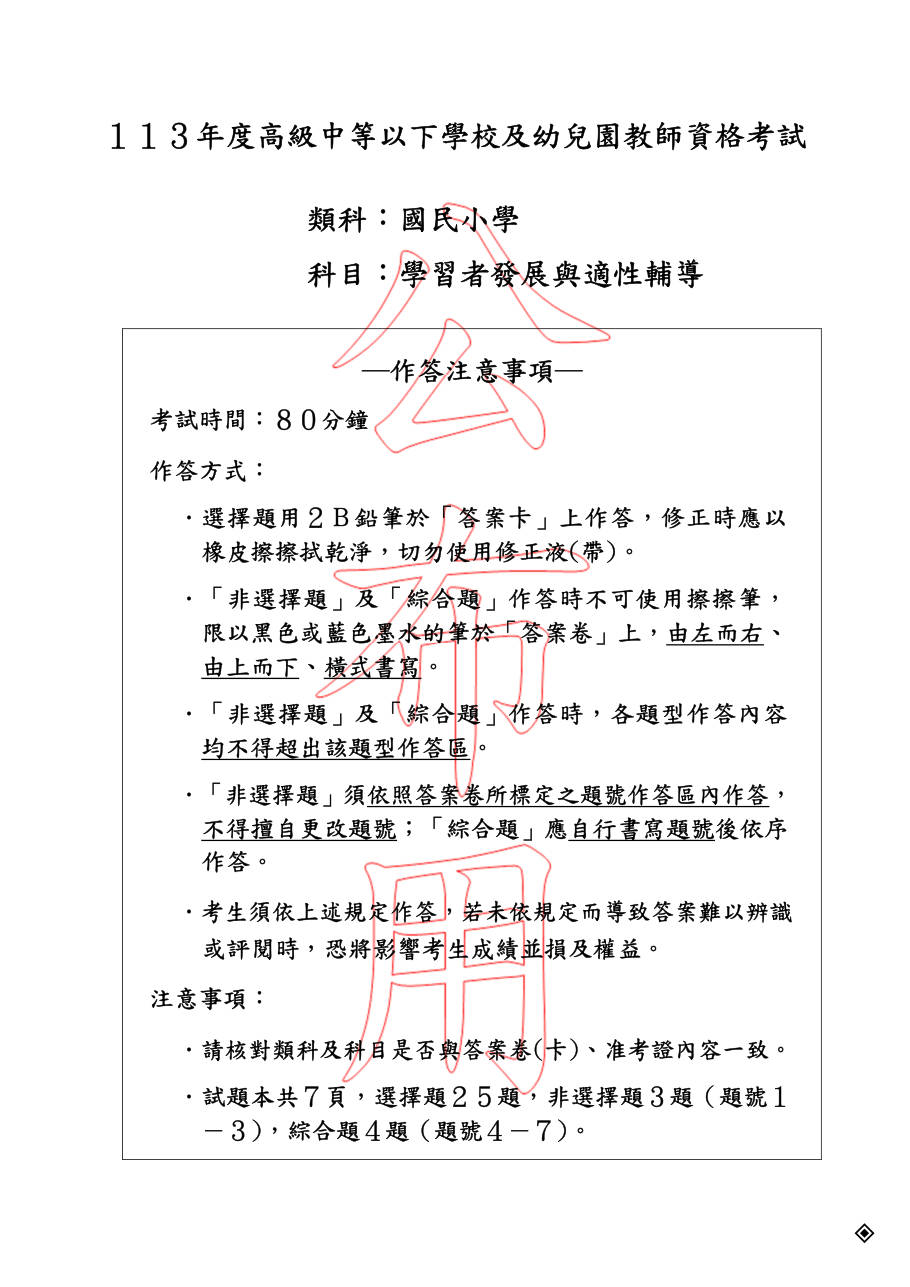 113年度高級中等以下學校及幼兒園教師資格考試
類科：國民小學
科目：學習者發展與適性輔導
—作答注意事項—
考試時間：80分鐘
作答方式：
．選擇題用2B鉛筆於「答案卡」上作答，修正時應以
橡皮擦擦拭乾淨，切勿使用修正液(帶)。
．「非選擇題」及「綜合題」作答時不可使用擦擦筆，
限以黑色或藍色墨水的筆於「答案卷」上，由左而右、
由上而下、橫式書寫。
．「非選擇題」及「綜合題」作答時，各題型作答內容
均不得超出該題型作答區。
．「非選擇題」須依照答案卷所標定之題號作答區內作答，
不得擅自更改題號；「綜合題」應自行書寫題號後依序
作答。
．考生須依上述規定作答，若未依規定而導致答案難以辨識
或評閱時，恐將影響考生成績並損及權益。
注意事項：
．請核對類科及科目是否與答案卷(卡)、准考證內容一致。
．試題本共7頁，選擇題25題，非選擇題3題（題號1
－3），綜合題4題（題號4－7）。
公布用